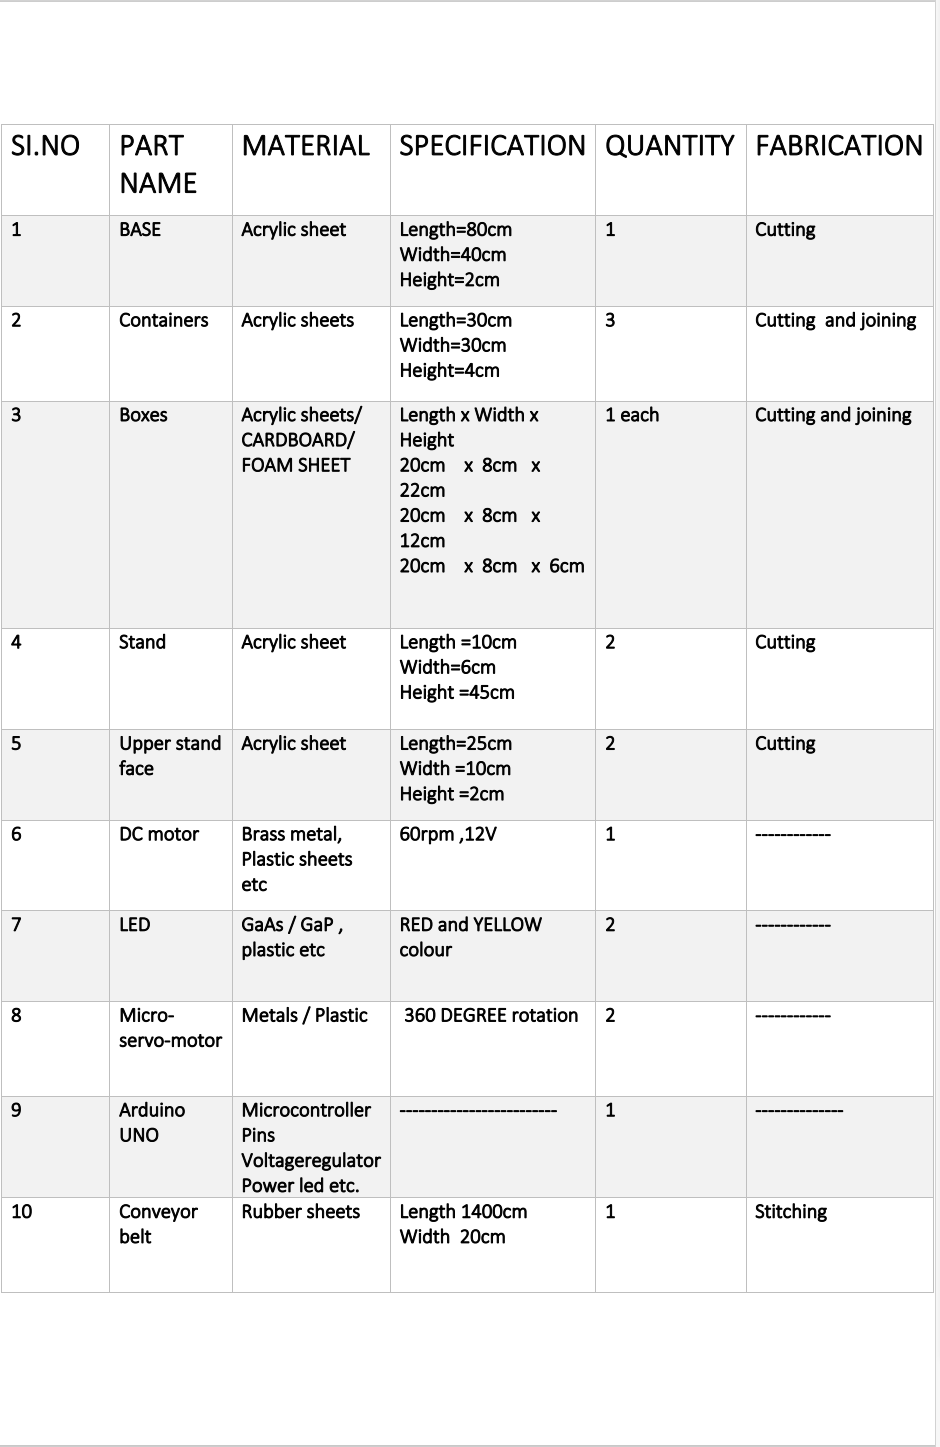 SI.NO PART NAME MATERIAL SPECIFICATION QUANTITY FABRICATION
1 BASE Acrylic sheet Length=80cm 1 Cutting
Width=40cm
Height=2cm
2 Containers Acrylic sheets Length=30cm 3 Cutting  and joining
Width=30cm
Height=4cm
3 Boxes Acrylic sheets/ Length x Width x 1 each Cutting and joining
CARDBOARD/ Height
FOAM SHEET 20cm x 8cm x
22cm
20cm x 8cm x
12cm
20cm x 8cm x 6cm
4 Stand Acrylic sheet Length =10cm 2 Cutting
Width=6cm
Height =45cm
5 Upper stand Acrylic sheet Length=25cm 2 Cutting
face Width =10cm
Height =2cm
6 DC motor Brass metal, 60rpm ,12V 1 ------------
Plastic sheets
etc
7 LED GaAs / GaP , RED and YELLOW 2 ------------
plastic etc colour
8 Micro- Metals / Plastic 360 DEGREE rotation 2 ------------
servo-motor
9 Arduino Microcontroller ------------------------- 1 --------------
UNO Pins
Voltageregulator
Power led etc.
10 Conveyor Rubber sheets Length 1400cm 1 Stitching
belt Width  20cm